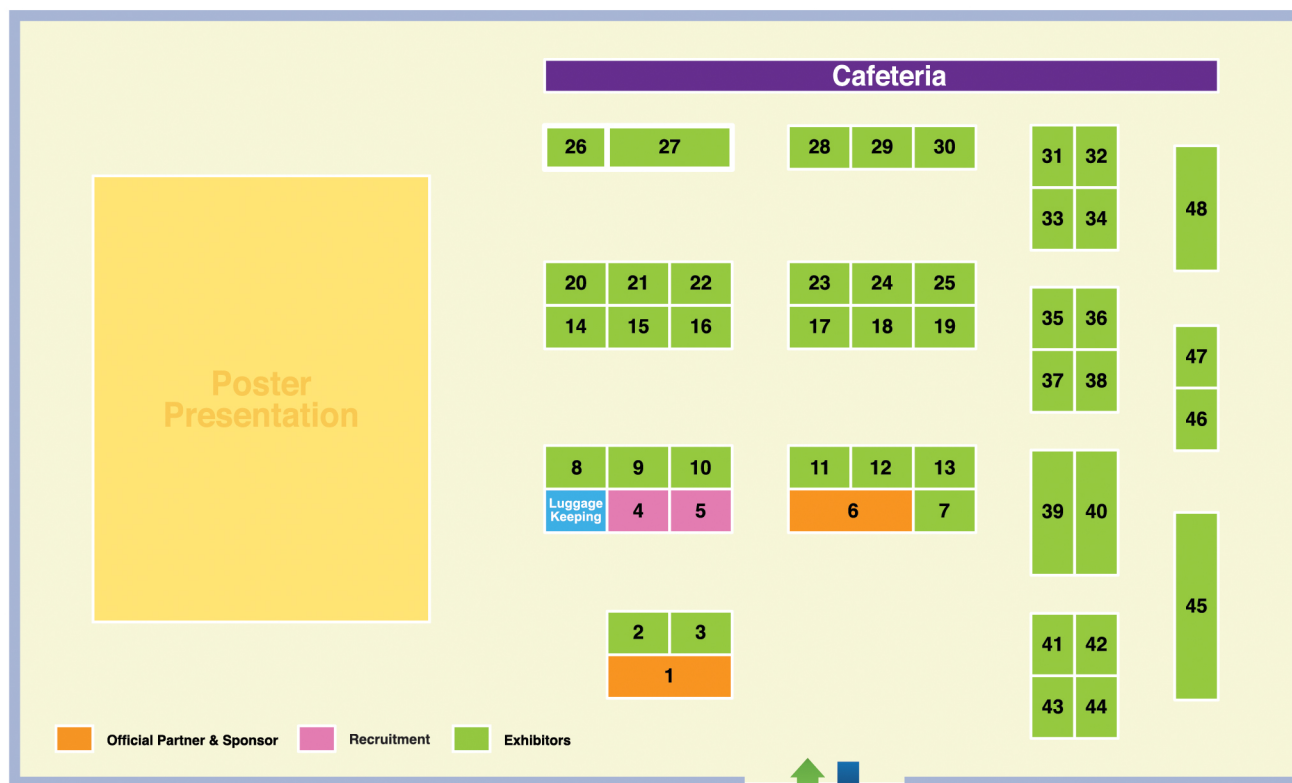 Cafeteria
26 27 28 29 30 31 32
48
33 34
20 21 22 23 24 25
35 36
14 15 16 17 18 19
47
37 38
Poster
Presentation
46
8 9 10 11 12 13
Luggage
Keeping
4 5 6 7 39 40
45
2 3 41 42
1
43 44
Official Partner & Sponsor Recruitment Exhibitors